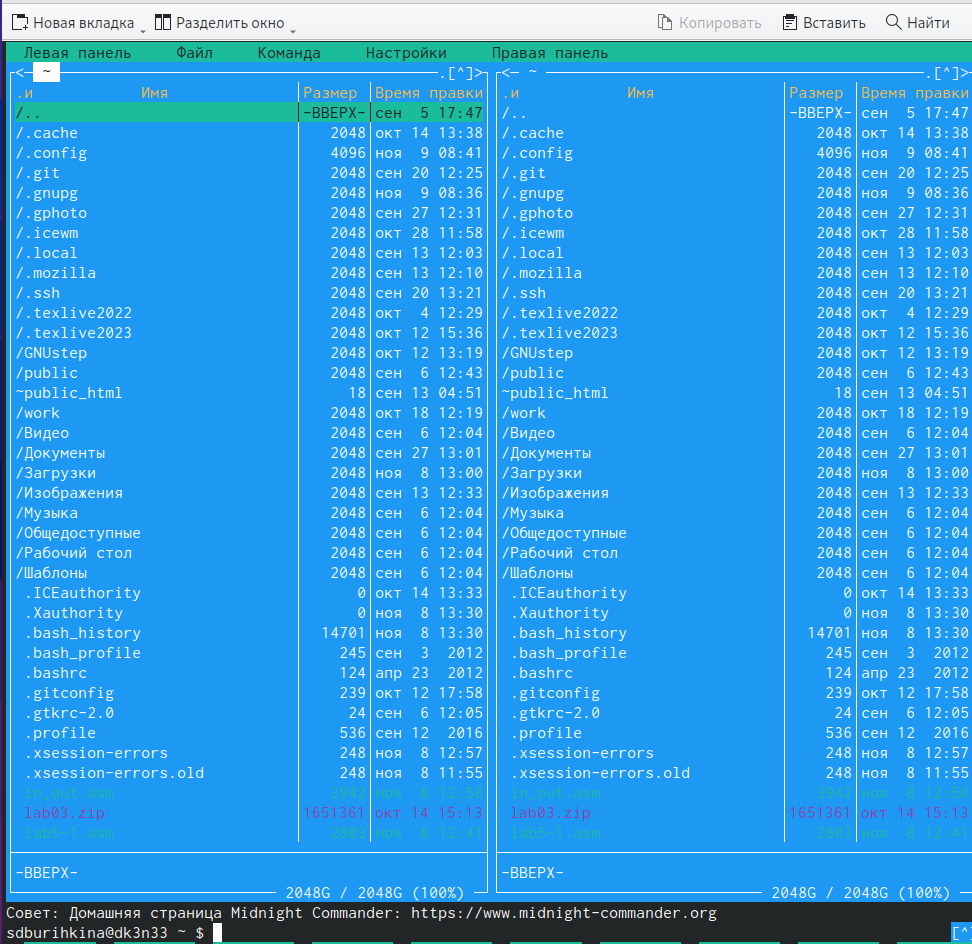 Новая вкладка Разделить окно Копировать Вставить Найти
Левая панель Файл Команда Настройки Правая панель
<─ ~ .[^]> <─ ~ .[^]>
.и Имя Размер Время правки .и Имя Размер Время правки
/.. -ВВЕРХ- сен 5 17:47 /.. -ВВЕРХ- сен 5 17:47
/.cache 2048 окт 14 13:38 /.cache 2048 окт 14 13:38
/.config 4096 ноя 9 08:41 /.config 4096 ноя 9 08:41
/.git 2048 сен 20 12:25 /.git 2048 сен 20 12:25
/.gnupg 2048 ноя 9 08:36 /.gnupg 2048 ноя 9 08:36
/.gphoto 2048 сен 27 12:31 /.gphoto 2048 сен 27 12:31
/.icewm 2048 окт 28 11:58 /.icewm 2048 окт 28 11:58
/.local 2048 сен 13 12:03 /.local 2048 сен 13 12:03
/.mozilla 2048 сен 13 12:10 /.mozilla 2048 сен 13 12:10
/.ssh 2048 сен 20 13:21 /.ssh 2048 сен 20 13:21
/.texlive2022 2048 окт 4 12:29 /.texlive2022 2048 окт 4 12:29
/.texlive2023 2048 окт 12 15:36 /.texlive2023 2048 окт 12 15:36
/GNUstep 2048 окт 12 13:19 /GNUstep 2048 окт 12 13:19
/public 2048 сен 6 12:43 /public 2048 сен 6 12:43
~public_html 18 сен 13 04:51 ~public_html 18 сен 13 04:51
/work 2048 окт 18 12:19 /work 2048 окт 18 12:19
/Видео 2048 сен 6 12:04 /Видео 2048 сен 6 12:04
/Документы 2048 сен 27 13:01 /Документы 2048 сен 27 13:01
/Загрузки 2048 ноя 8 13:00 /Загрузки 2048 ноя 8 13:00
/Изображения 2048 сен 13 12:33 /Изображения 2048 сен 13 12:33
/Музыка 2048 сен 6 12:04 /Музыка 2048 сен 6 12:04
/Общедоступные 2048 сен 6 12:04 /Общедоступные 2048 сен 6 12:04
/Рабочий стол 2048 сен 6 12:04 /Рабочий стол 2048 сен 6 12:04
/Шаблоны 2048 сен 6 12:04 /Шаблоны 2048 сен 6 12:04
.ICEauthority 0 окт 14 13:33 .ICEauthority 0 окт 14 13:33
.Xauthority 0 ноя 8 13:30 .Xauthority 0 ноя 8 13:30
.bash_history 14701 ноя 8 13:30 .bash_history 14701 ноя 8 13:30
.bash_profile 245 сен 3 2012 .bash_profile 245 сен 3 2012
.bashrc 124 апр 23 2012 .bashrc 124 апр 23 2012
.gitconfig 239 окт 12 17:58 .gitconfig 239 окт 12 17:58
.gtkrc-2.0 24 сен 6 12:05 .gtkrc-2.0 24 сен 6 12:05
.profile 536 сен 12 2016 .profile 536 сен 12 2016
.xsession-errors 248 ноя 8 12:57 .xsession-errors 248 ноя 8 12:57
.xsession-errors.old 248 ноя 8 11:55 .xsession-errors.old 248 ноя 8 11:55
in_out.asm 3942 ноя 8 12:58 in_out.asm 3942 ноя 8 12:58
lab03.zip 1651361 окт 14 15:13 lab03.zip 1651361 окт 14 15:13
lab5-1.asm 2803 ноя 8 12:41 lab5-1.asm 2803 ноя 8 12:41
-ВВЕРХ- -ВВЕРХ-
2048G / 2048G (100%) 2048G / 2048G (100%)
Совет: Домашняя страница Midnight Commander: https://www.midnight-commander.org
sdburihkina@dk3n33 ~ $ [^